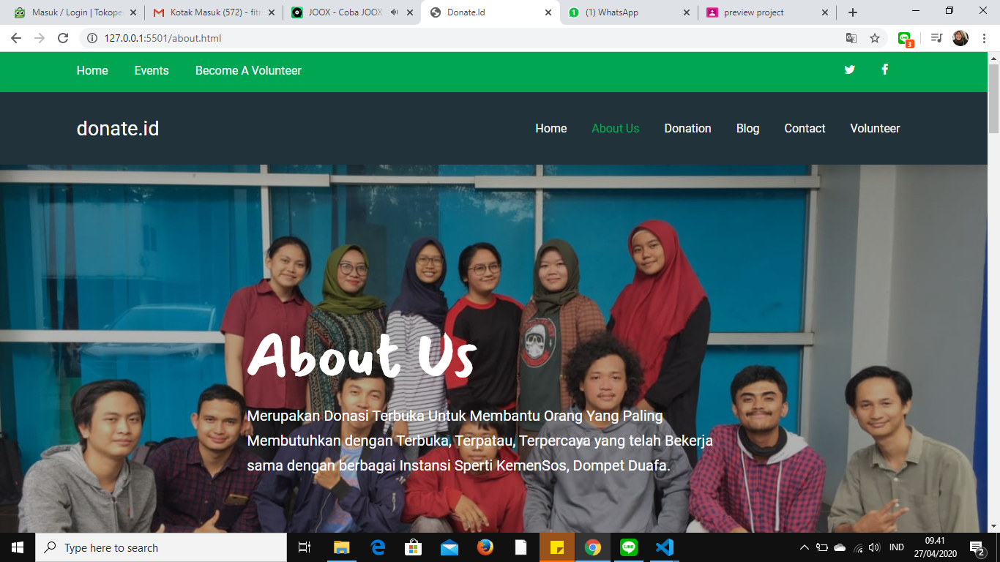 Masuk / Login | Tokope
Kotak Masuk (572) - fitr
JOOX - Coba JOOX
Donate.Id
(1) WhatsApp
preview project
127.0.0.1:5501/about.html
3
Home Events Become A Volunteer
donate.id
Home About Us Donation Blog Contact Volunteer
About Us
Merupakan Donasi Terbuka Untuk Membantu Orang Yang Paling
Membutuhkan dengan Terbuka, Terpatau, Terpercaya yang telah Bekerja
sama dengan berbagai Instansi Sperti KemenSos, Dompet Duafa.
Type here to search
LINE
IND
09.41
27/04/2020
2